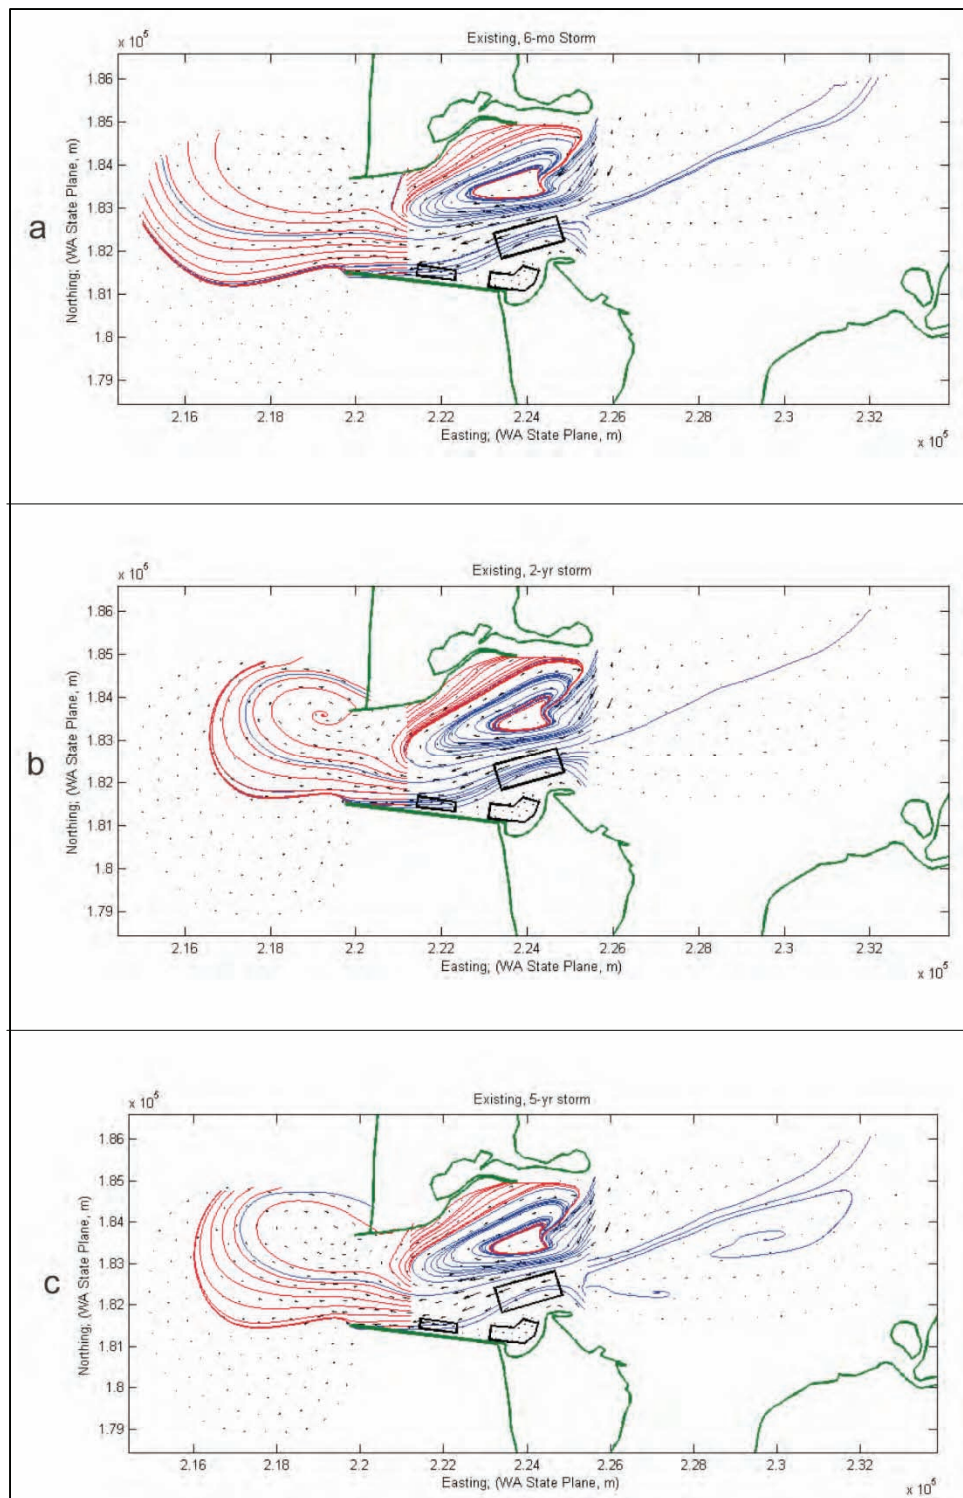 x 10^5
Existing, 6-mo Storm
1.86
1.85
1.84
1.83
1.82
1.81
1.8
1.79
Northing; (WA State Plane, m)
a
2.16
2.18
2.2
2.22
2.24
2.26
2.28
2.3
2.32
Easting; (WA State Plane, m)
x 10^5
x 10^5
Existing, 2-yr storm
1.86
1.85
1.84
1.83
1.82
1.81
1.8
1.79
Northing; (WA State Plane, m)
b
2.16
2.18
2.2
2.22
2.24
2.26
2.28
2.3
2.32
Easting; (WA State Plane, m)
x 10^5
x 10^5
Existing, 5-yr storm
1.86
1.85
1.84
1.83
1.82
1.81
1.8
1.79
Northing; (WA State Plane, m)
c
2.16
2.18
2.2
2.22
2.24
2.26
2.28
2.3
2.32
Easting; (WA State Plane, m)
x 10^5